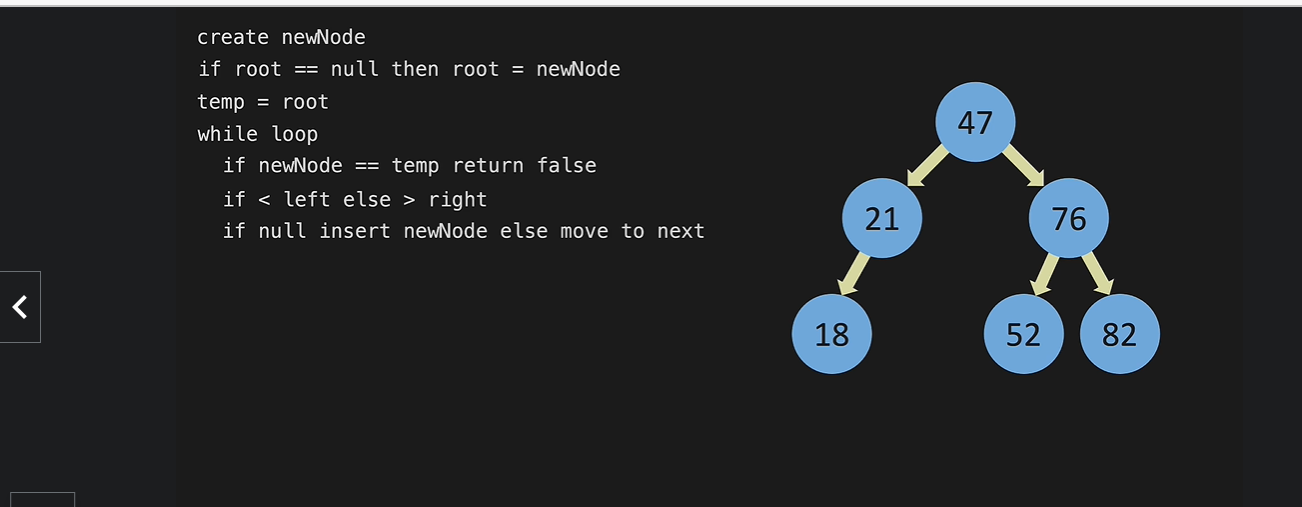 create newNode
if root == null then root = newNode
temp = root
while loop
if newNode == temp return false
if < left else > right
if null insert newNode else move to next
47
21
76
18
52
82